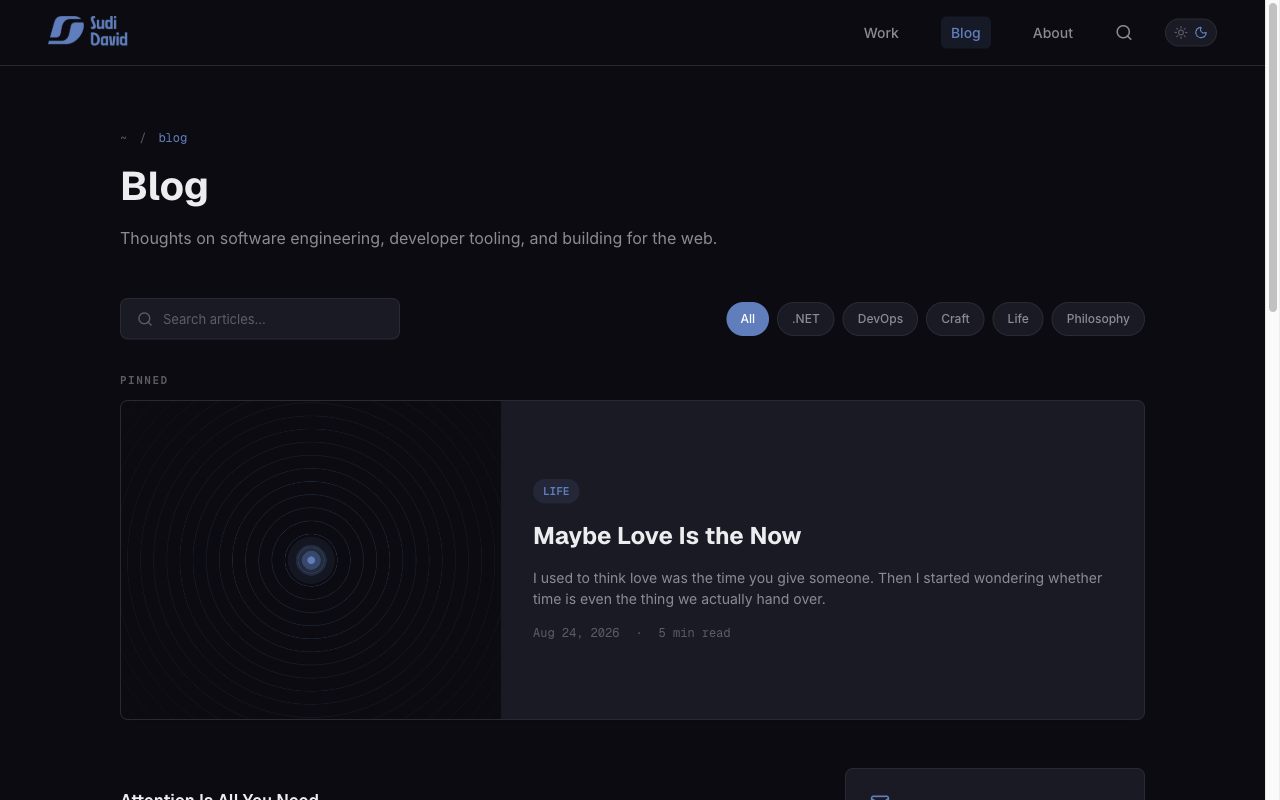 Sudi
David
Work
Blog
About
~ / blog
Blog
Thoughts on software engineering, developer tooling, and building for the web.
Search articles...
All
.NET
DevOps
Craft
Life
Philosophy
PINNED
LIFE
Maybe Love Is the Now
I used to think love was the time you give someone. Then I started wondering whether
time is even the thing we actually hand over.
Aug 24, 2026 · 5 min read
Attention Is All You Need